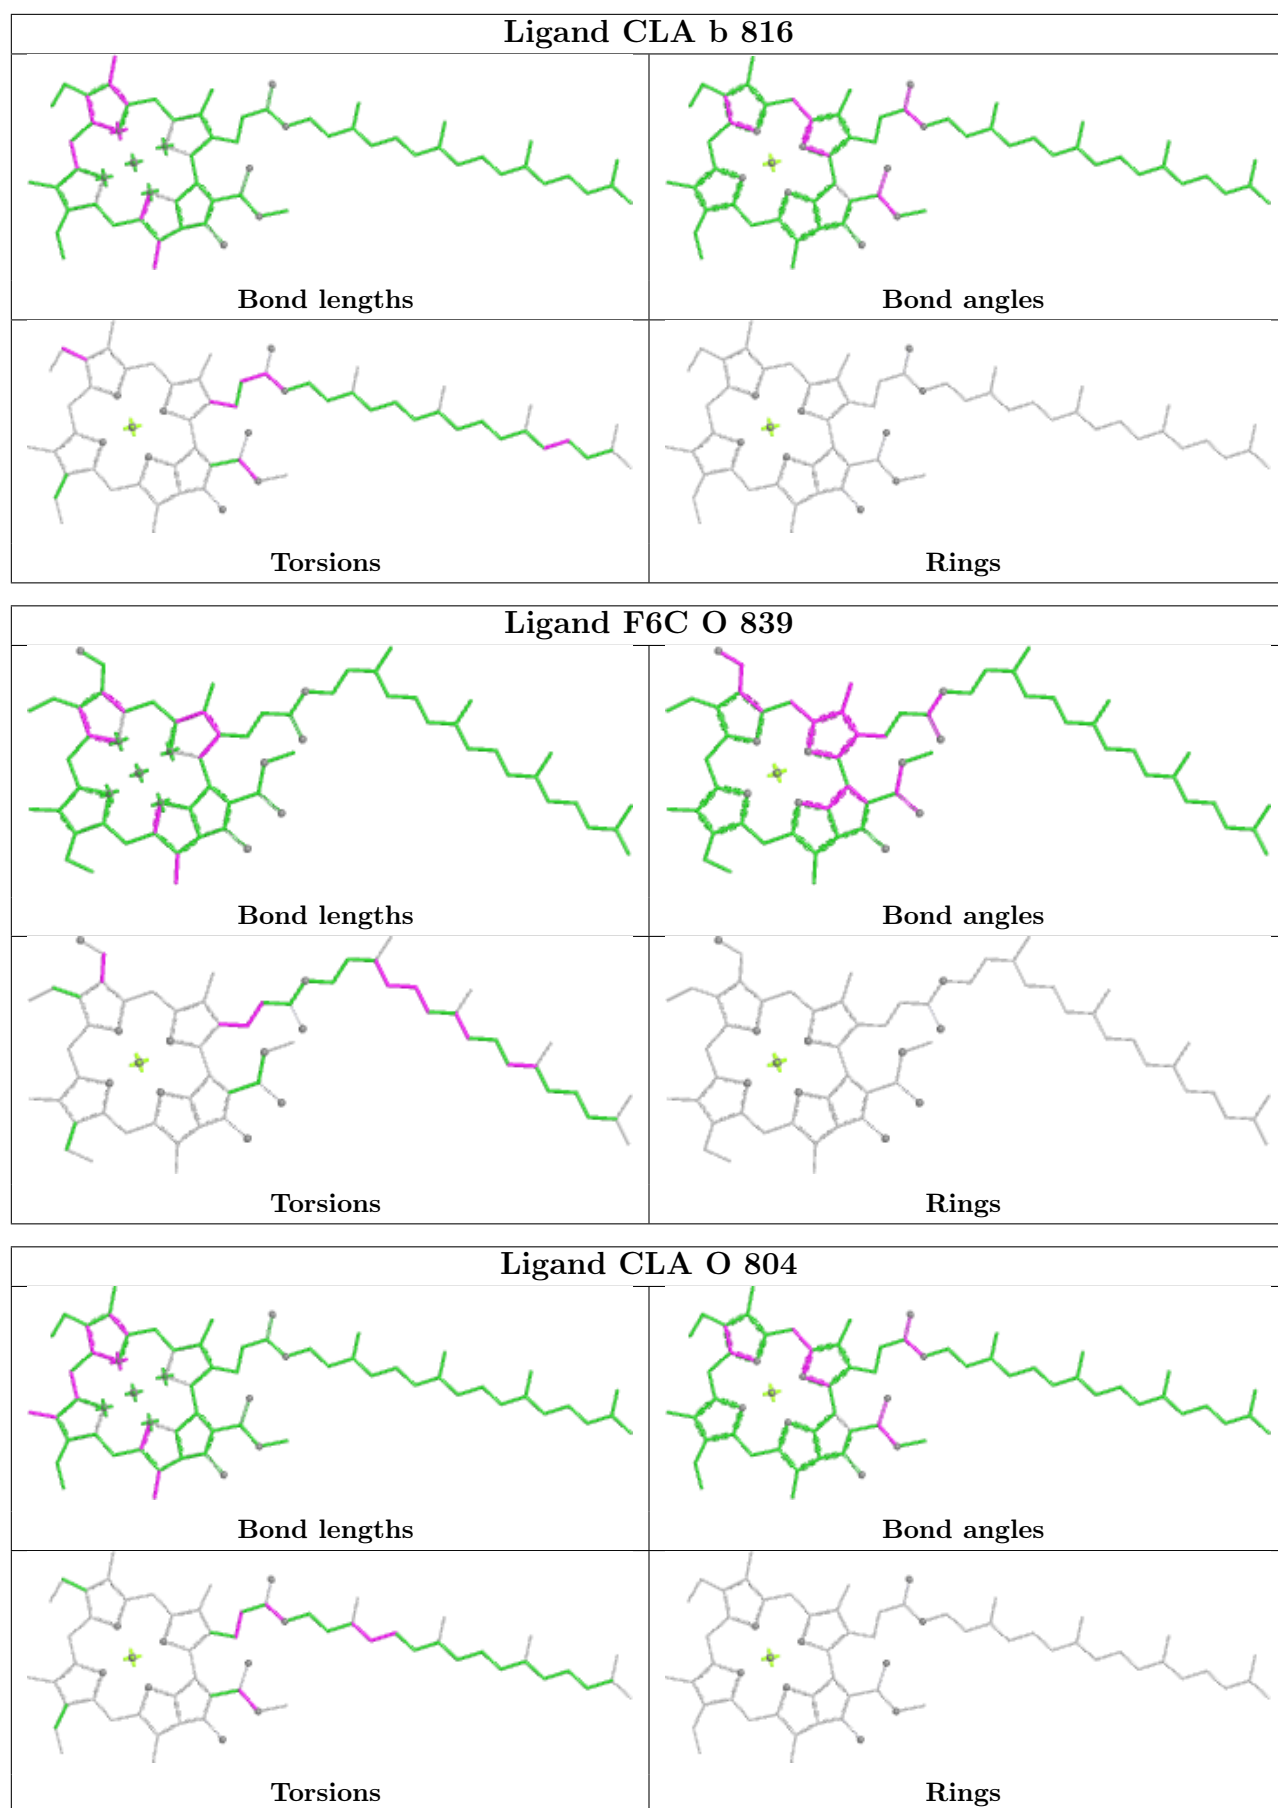 Ligand CLA b 816
Bond lengths
Bond angles
Torsions
Rings
Ligand F6C O 839
Bond lengths
Bond angles
Torsions
Rings
Ligand CLA O 804
Bond lengths
Bond angles
Torsions
Rings